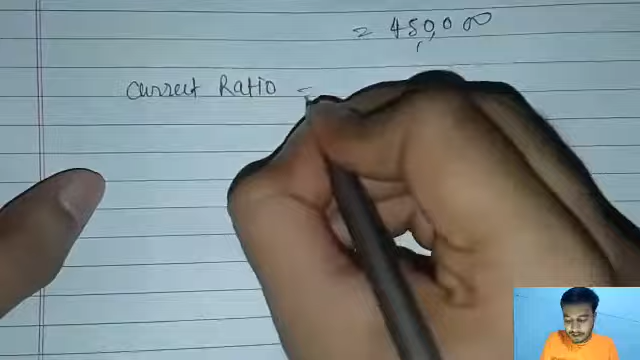 = 450,000
Current Ratio =